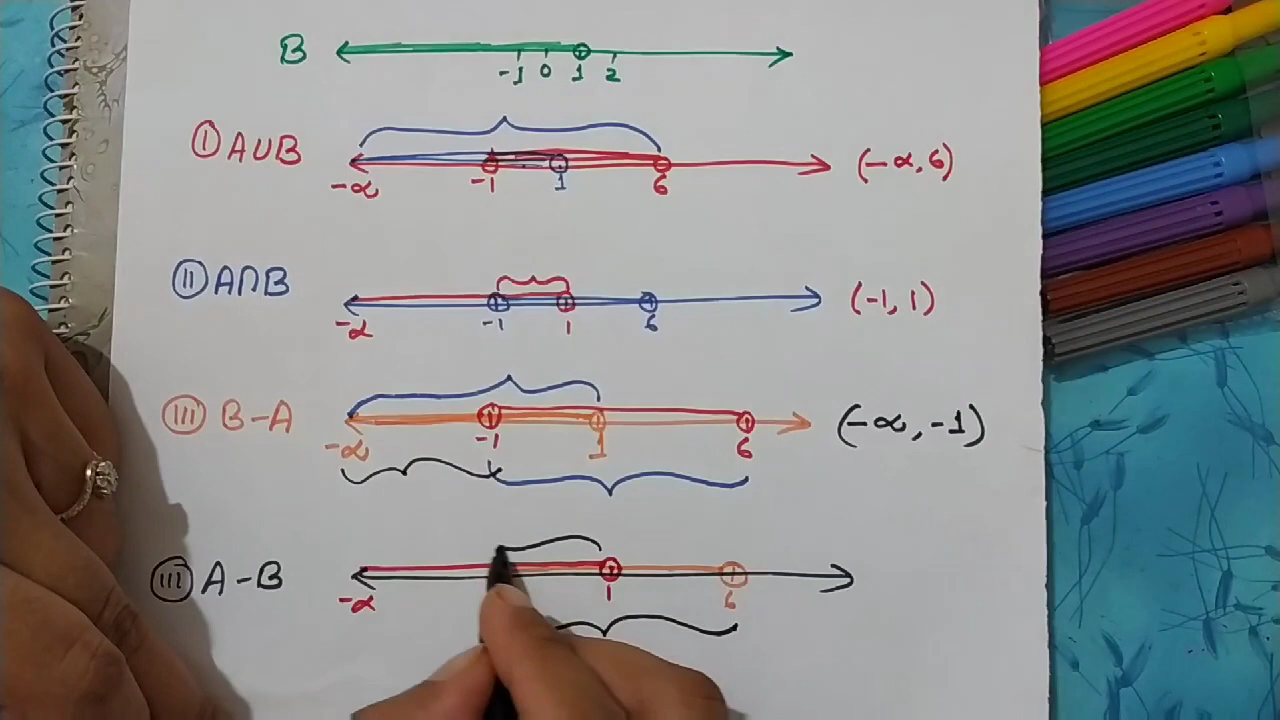 B -1 0 1 2
I A∪B -α -1 1 6 (-α, 6)
II A∩B -α -1 1 6 (-1, 1)
III B-A -α -1 1 6 (-α, -1)
III A-B -α 1 6